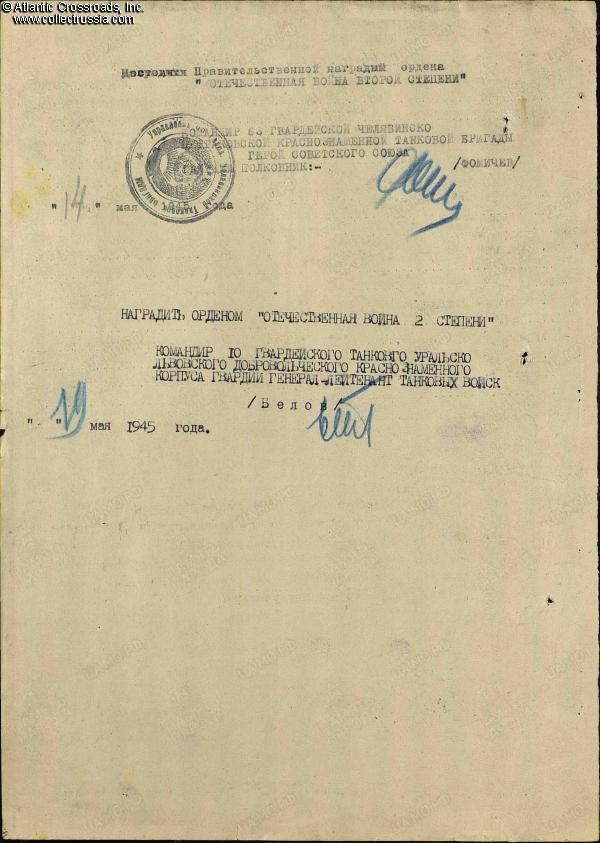 © Atlantic Crossroads, Inc.
www.collectrussia.com
Достоин Правительственной награды ордена
"ОТЕЧЕСТВЕННАЯ ВОЙНА ВТОРОЙ СТЕПЕНИ"
КОМАНДИР 63 ГВАРДЕЙСКОЙ ЧЕЛЯБИНСКО
КРАСНОЗНАМЕННОЙ ТАНКОВОЙ БРИГАДЫ
ГЕРОЙ СОВЕТСКОГО СОЮЗА
ПОЛКОВНИК:- /ФОМИЧЕВ/
"14" мая 1945 года
НАГРАДИТЬ ОРДЕНОМ "ОТЕЧЕСТВЕННАЯ ВОЙНА 2 СТЕПЕНИ"
КОМАНДИР 10 ГВАРДЕЙСКОГО ТАНКОВГО УРАЛЬСКО
ЛЬВОВСКОГО ДОБРОВОЛЬЧЕСКОГО КРАСНОЗНАМЕННОГО
КОРПУСА ГВАРДИИ ГЕНЕРАЛ-ЛЕЙТЕНАНТ ТАНКОВЫХ ВОЙСК
/Белов/
"19" мая 1945 года.